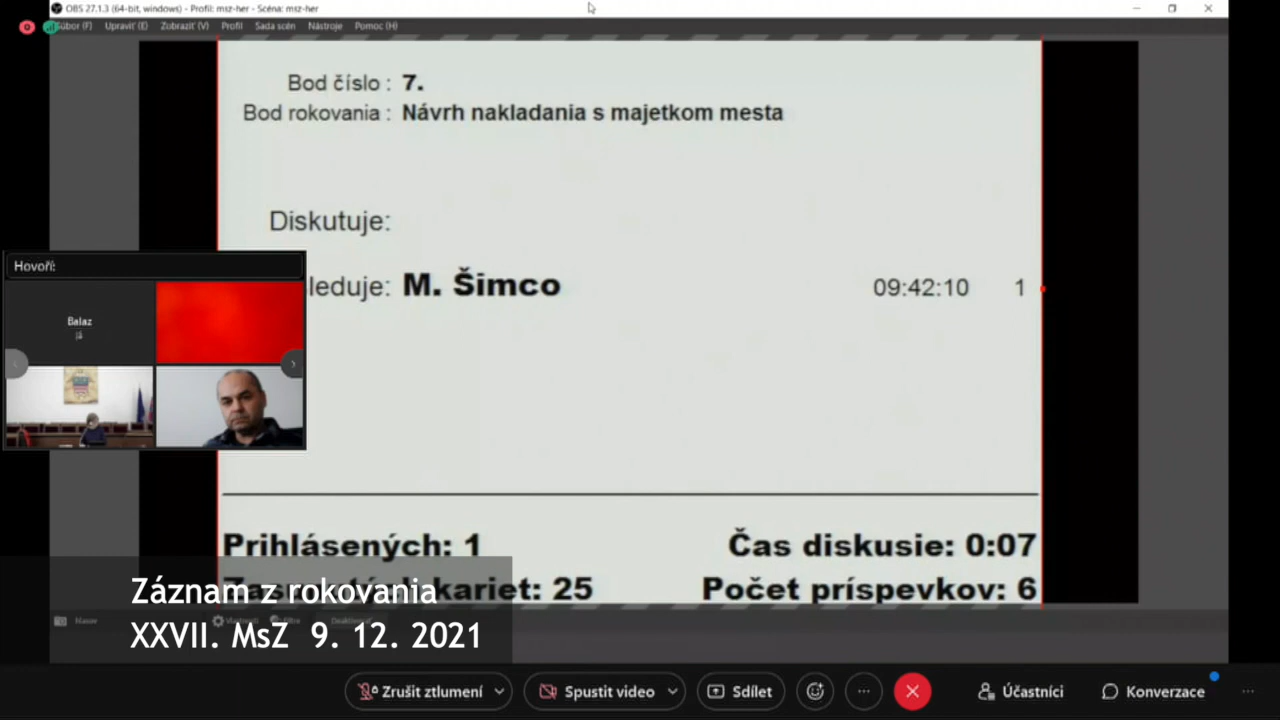 OBS 27.1.3 (64-bit, windows) - Profil: msz-her - Scéna: msz-her
Súbor (F) Upraviť (E) Zobraziť (V) Profil Sada scén Nástroje Pomoc (H)
Bod číslo : 7.
Bod rokovania : Návrh nakladania s majetkom mesta
Diskutuje:
leduje: M. Šimco 09:42:10 1
Hovoří:
Balaz
já
Prihlásených: 1 Čas diskusie: 0:07
kariet: 25 Počet príspevkov: 6
Záznam z rokovania
XXVII. MsZ 9. 12. 2021
Zrušit ztlumení Spustit video Sdílet Účastníci Konverzace